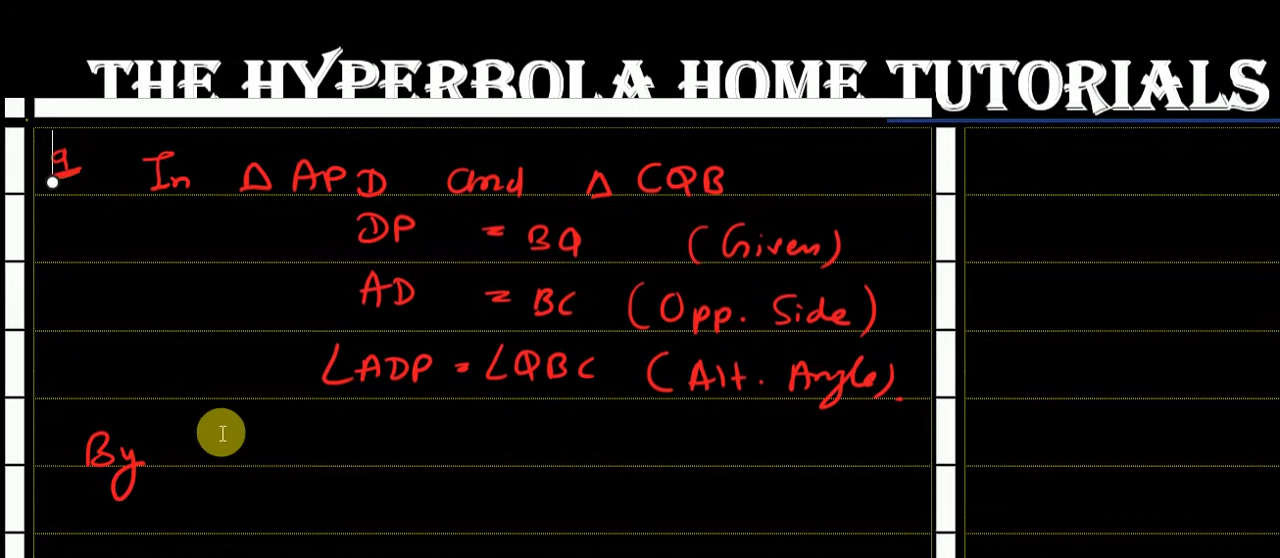 THE HYPERBOLA HOME TUTORIALS
9 In Δ APD and Δ CQB
DP = BQ (Given)
AD = BC (Opp. Side)
∠ADP = ∠QBC (Alt. Angle).
By